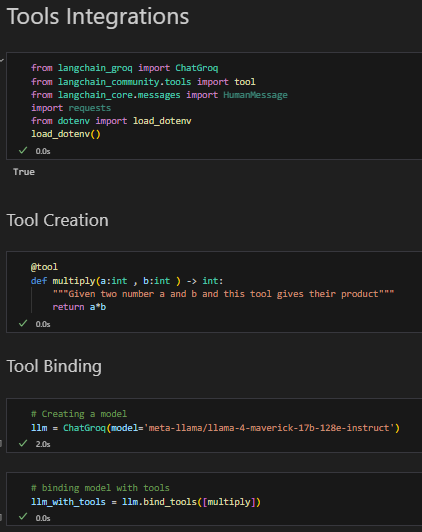 Tools Integrations
from langchain_groq import ChatGroq
from langchain_community.tools import tool
from langchain_core.messages import HumanMessage
import requests
from dotenv import load_dotenv
load_dotenv()
✓ 0.0s
True
Tool Creation
@tool
def multiply(a:int , b:int ) -> int:
    """Given two number a and b and this tool gives their product"""
    return a*b
✓ 0.0s
Tool Binding
# Creating a model
llm = ChatGroq(model='meta-llama/llama-4-maverick-17b-128e-instruct')
✓ 2.0s
# binding model with tools
llm_with_tools = llm.bind_tools([multiply])
✓ 0.0s